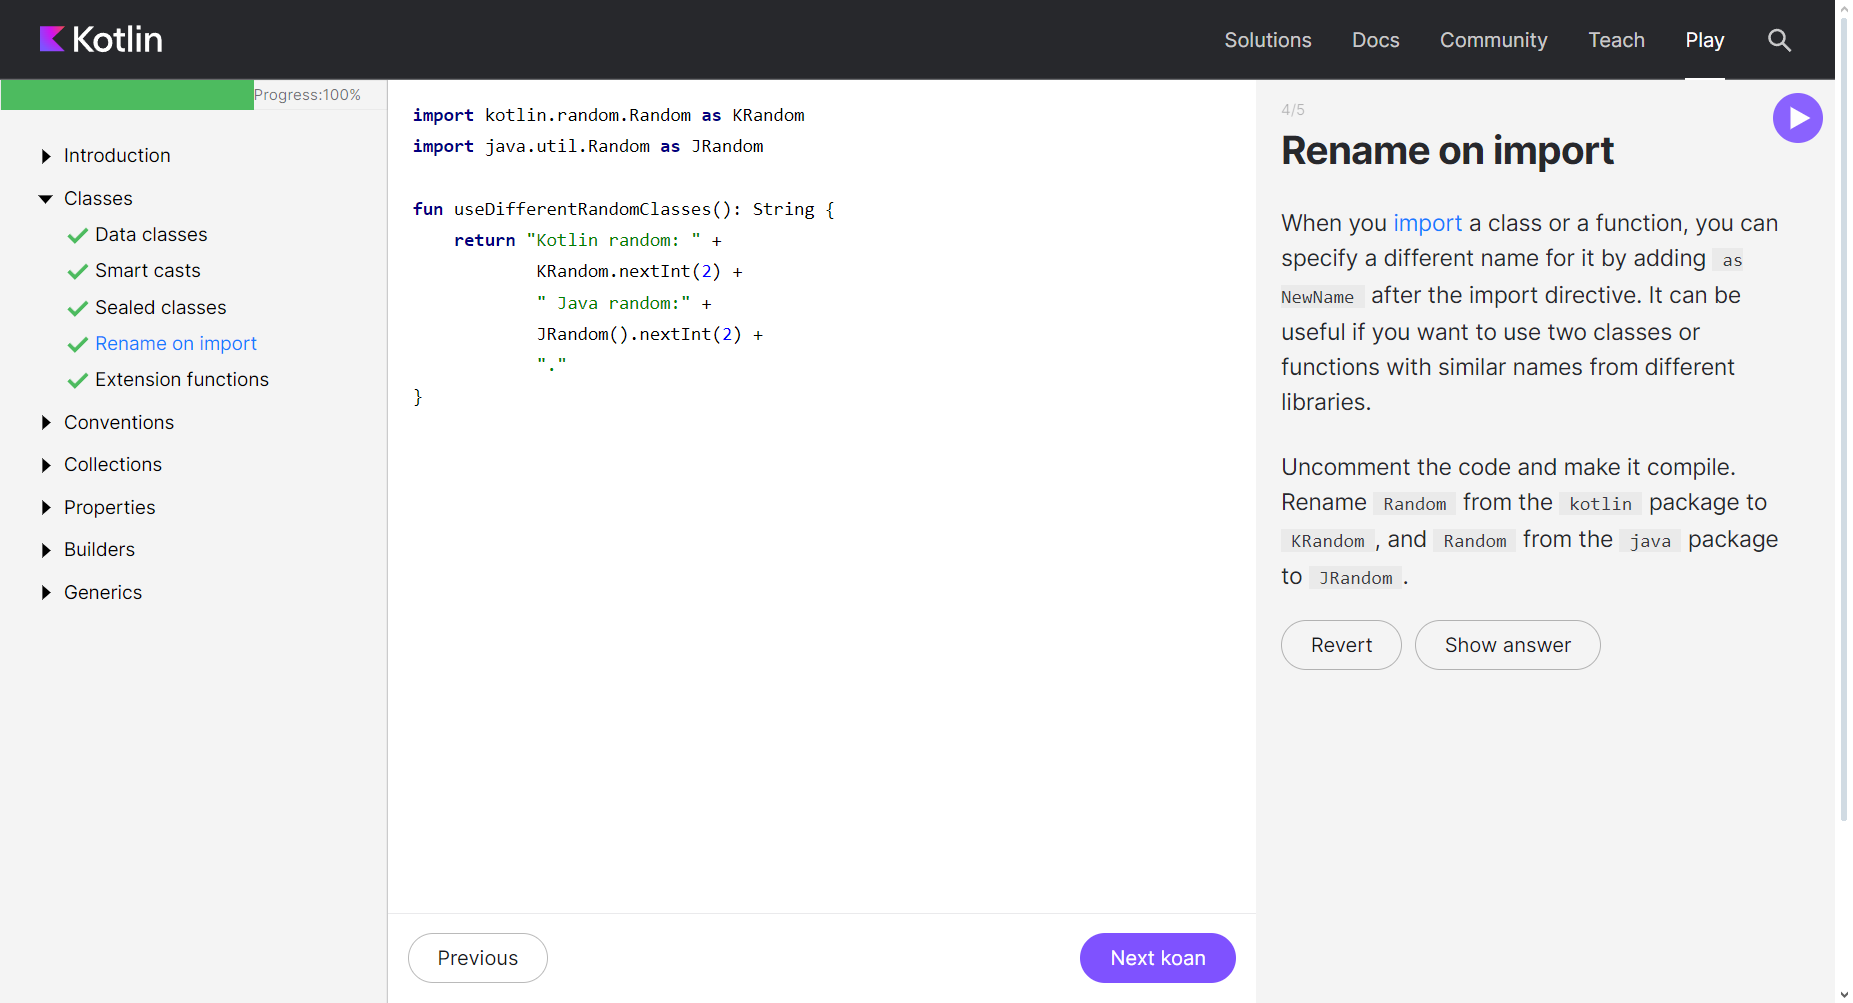 Kotlin
Solutions Docs Community Teach Play
Progress:100%
Introduction
Classes
Data classes
Smart casts
Sealed classes
Rename on import
Extension functions
Conventions
Collections
Properties
Builders
Generics
import kotlin.random.Random as KRandom
import java.util.Random as JRandom
fun useDifferentRandomClasses(): String {
    return "Kotlin random: " +
            KRandom.nextInt(2) +
            " Java random:" +
            JRandom().nextInt(2) +
            "."
}
Previous
Next koan
4/5
Rename on import
When you import a class or a function, you can
specify a different name for it by adding as
NewName after the import directive. It can be
useful if you want to use two classes or
functions with similar names from different
libraries.
Uncomment the code and make it compile.
Rename Random from the kotlin package to
KRandom, and Random from the java package
to JRandom.
Revert
Show answer